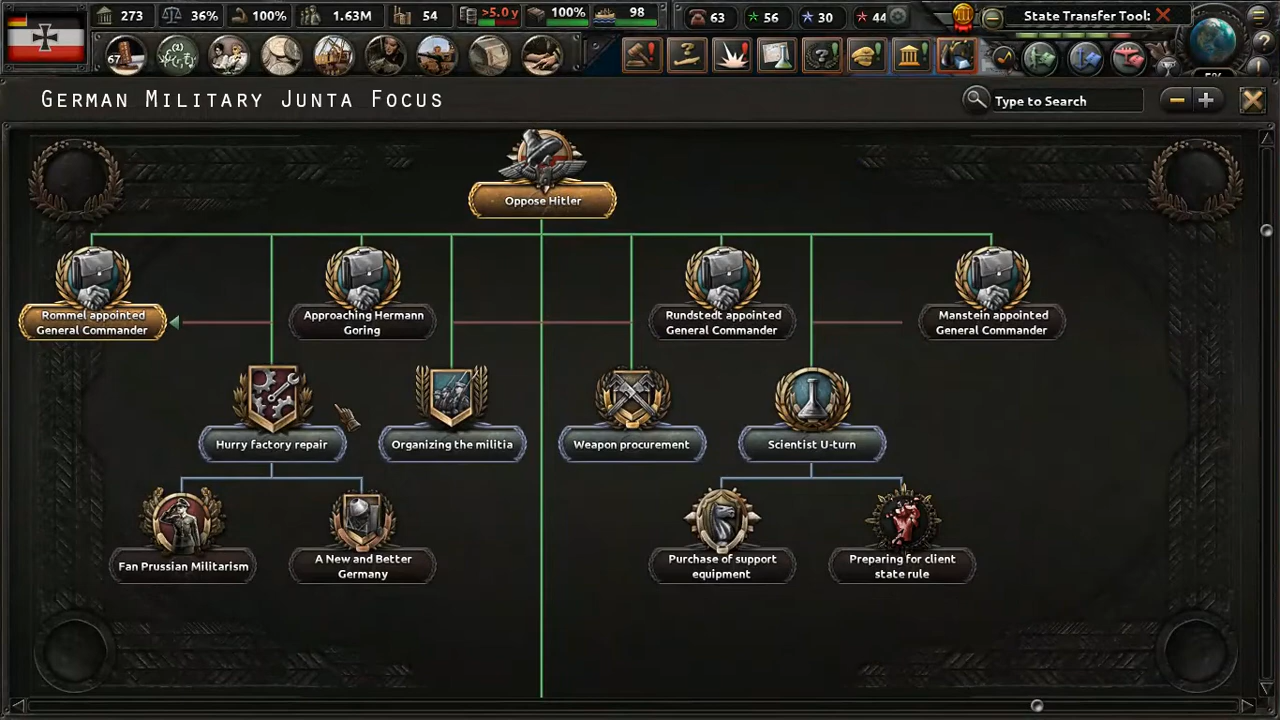 273 36% 100% 1.63M 54 >5.0 y 100% 98 63 56 30 44 State Transfer Tool:
67
German Military Junta Focus
Type to Search
Oppose Hitler
Rommel appointed
General Commander
Approaching Hermann
Goring
Rundstedt appointed
General Commander
Manstein appointed
General Commander
Hurry factory repair
Organizing the militia
Weapon procurement
Scientist U-turn
Fan Prussian Militarism
A New and Better
Germany
Purchase of support
equipment
Preparing for client
state rule